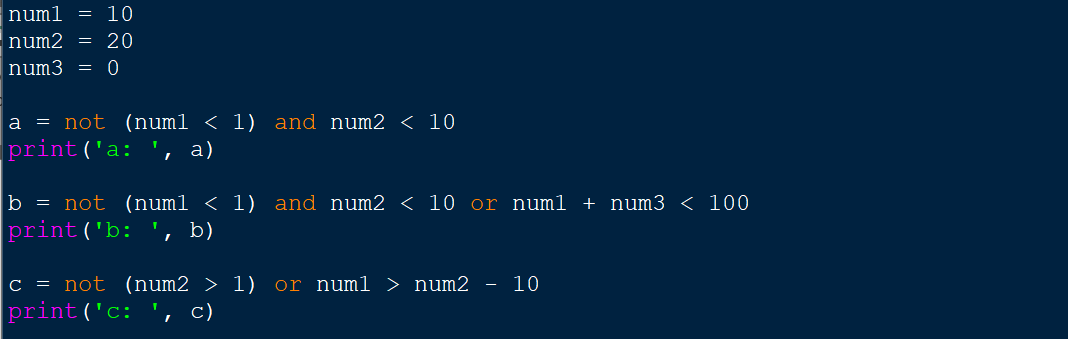 num1 = 10
num2 = 20
num3 = 0
a = not (num1 < 1) and num2 < 10
print('a: ', a)
b = not (num1 < 1) and num2 < 10 or num1 + num3 < 100
print('b: ', b)
c = not (num2 > 1) or num1 > num2 - 10
print('c: ', c)